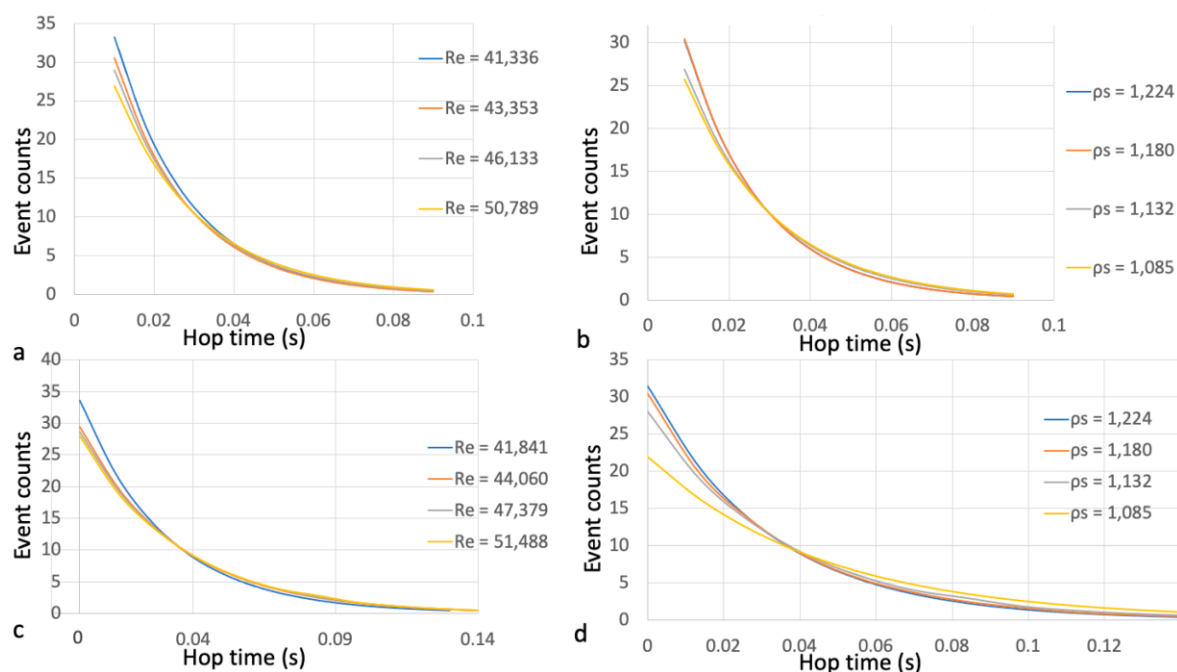 35
30
25
20
15
10
5
0
Event counts
0 0.02 0.04 0.06 0.08 0.1
Hop time (s)
Re = 41,336
Re = 43,353
Re = 46,133
Re = 50,789
a
30
25
20
15
10
5
0
Event counts
0 0.02 0.04 0.06 0.08 0.1
Hop time (s)
ρs = 1,224
ρs = 1,180
ρs = 1,132
ρs = 1,085
b
40
35
30
25
20
15
10
5
0
Event counts
0 0.04 0.09 0.14
Hop time (s)
Re = 41,841
Re = 44,060
Re = 47,379
Re = 51,488
c
35
30
25
20
15
10
5
0
Event counts
0 0.02 0.04 0.06 0.08 0.1 0.12
Hop time (s)
ρs = 1,224
ρs = 1,180
ρs = 1,132
ρs = 1,085
d